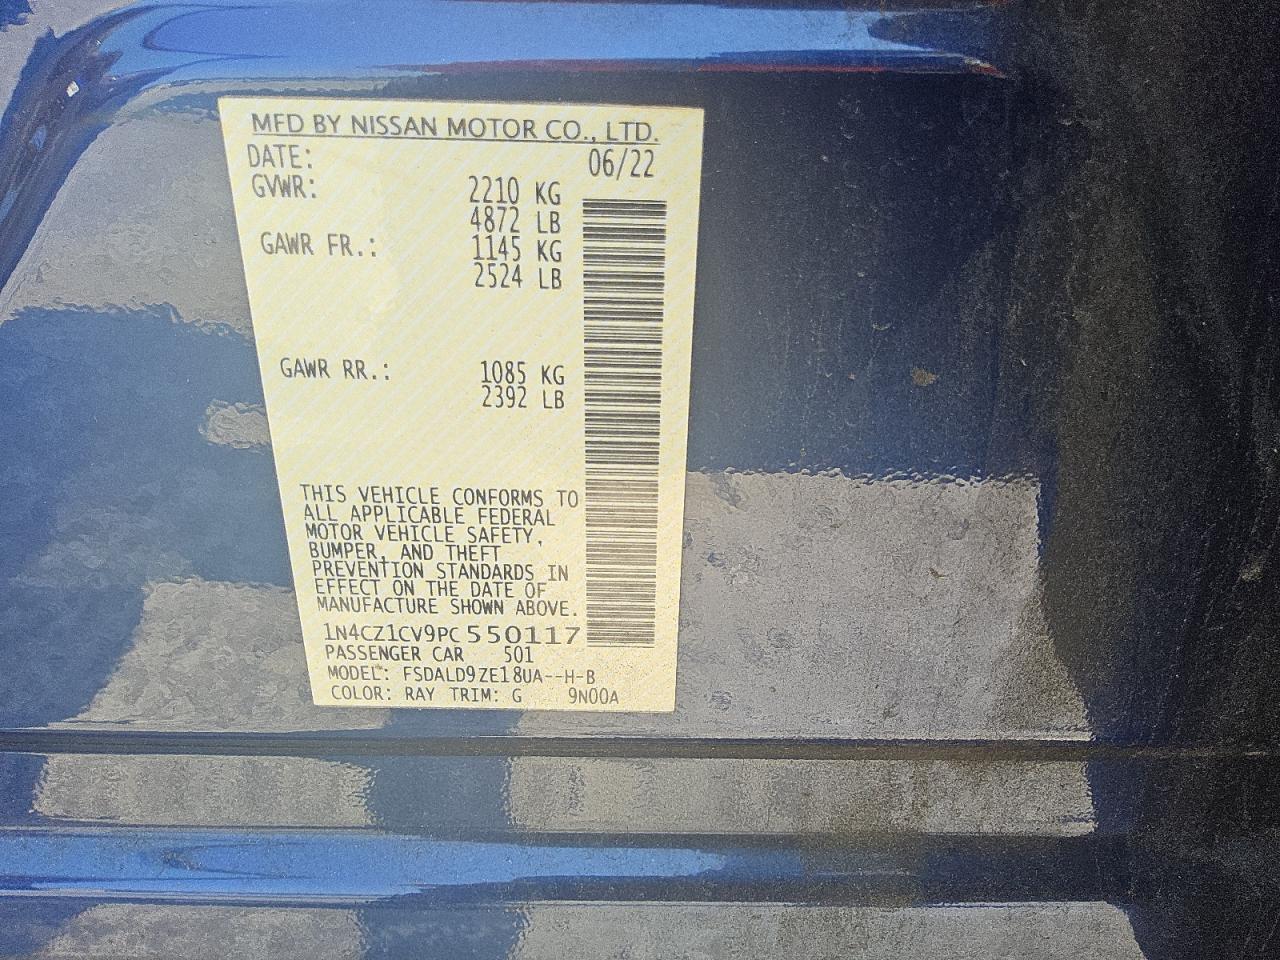 MFD BY NISSAN MOTOR CO., LTD.
DATE: 06/22
GVWR: 2210 KG
4872 LB
GAWR FR.: 1145 KG
2524 LB
GAWR RR.: 1085 KG
2392 LB
THIS VEHICLE CONFORMS TO
ALL APPLICABLE FEDERAL
MOTOR VEHICLE SAFETY,
BUMPER, AND THEFT
PREVENTION STANDARDS IN
EFFECT ON THE DATE OF
MANUFACTURE SHOWN ABOVE.
1N4CZ1CV9PC550117
PASSENGER CAR 501
MODEL: FSDALD9ZE18UA--H-B
COLOR: RAY TRIM: G 9N00A